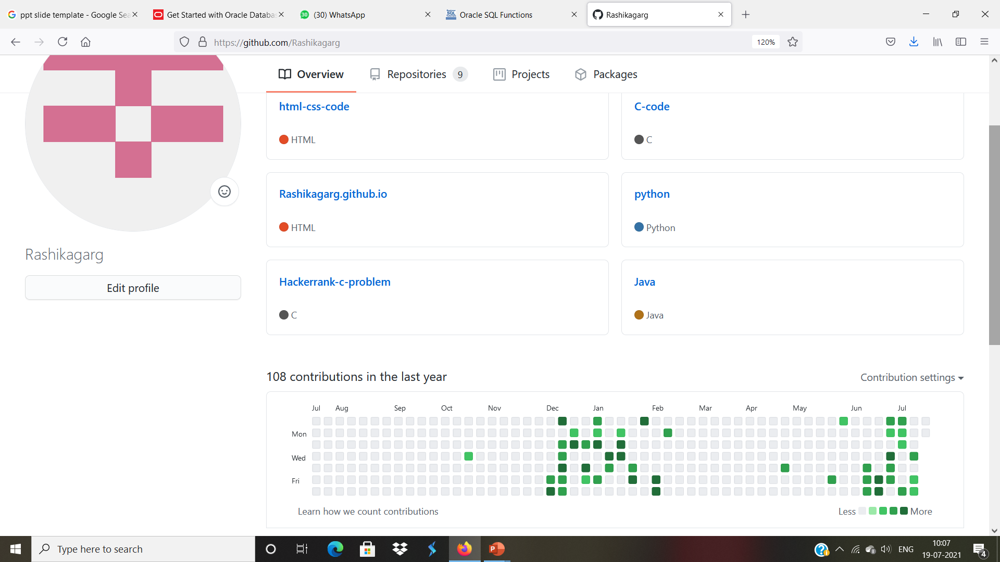 ppt slide template - Google Sea
Get Started with Oracle Databas
30 (30) WhatsApp
SQL Oracle SQL Functions
Rashikagarg
https://github.com/Rashikagarg
120%
Overview
Repositories 9
Projects
Packages
html-css-code
HTML
C-code
C
Rashikagarg.github.io
HTML
python
Python
Rashikagarg
Edit profile
Hackerrank-c-problem
C
Java
Java
108 contributions in the last year
Contribution settings
Jul Aug Sep Oct Nov Dec Jan Feb Mar Apr May Jun Jul
Mon
Wed
Fri
Learn how we count contributions
Less More
Type here to search
P
ENG
10:07
19-07-2021
4